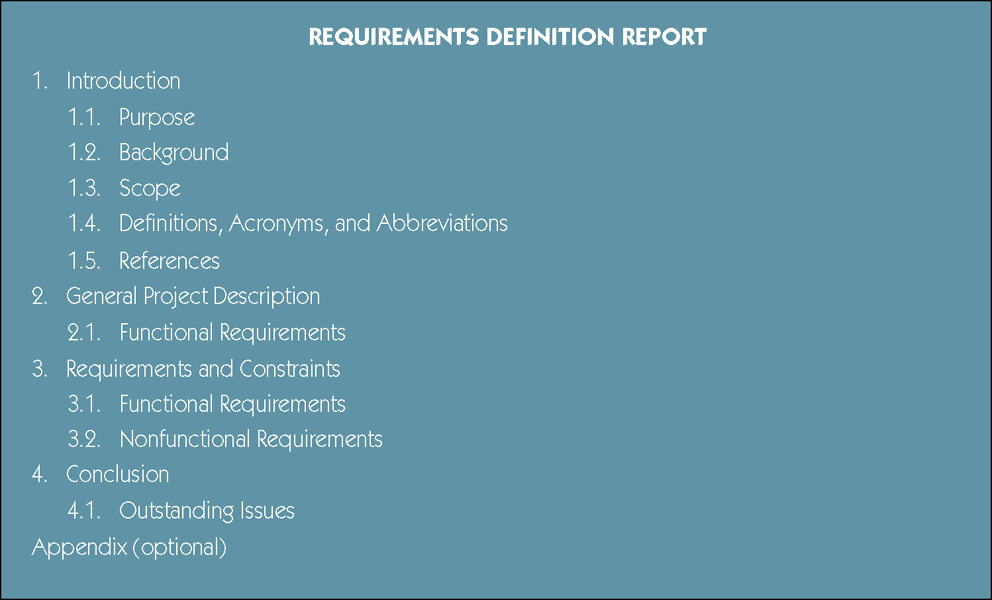 REQUIREMENTS DEFINITION REPORT
1. Introduction
1.1. Purpose
1.2. Background
1.3. Scope
1.4. Definitions, Acronyms, and Abbreviations
1.5. References
2. General Project Description
2.1. Functional Requirements
3. Requirements and Constraints
3.1. Functional Requirements
3.2. Nonfunctional Requirements
4. Conclusion
4.1. Outstanding Issues
Appendix (optional)